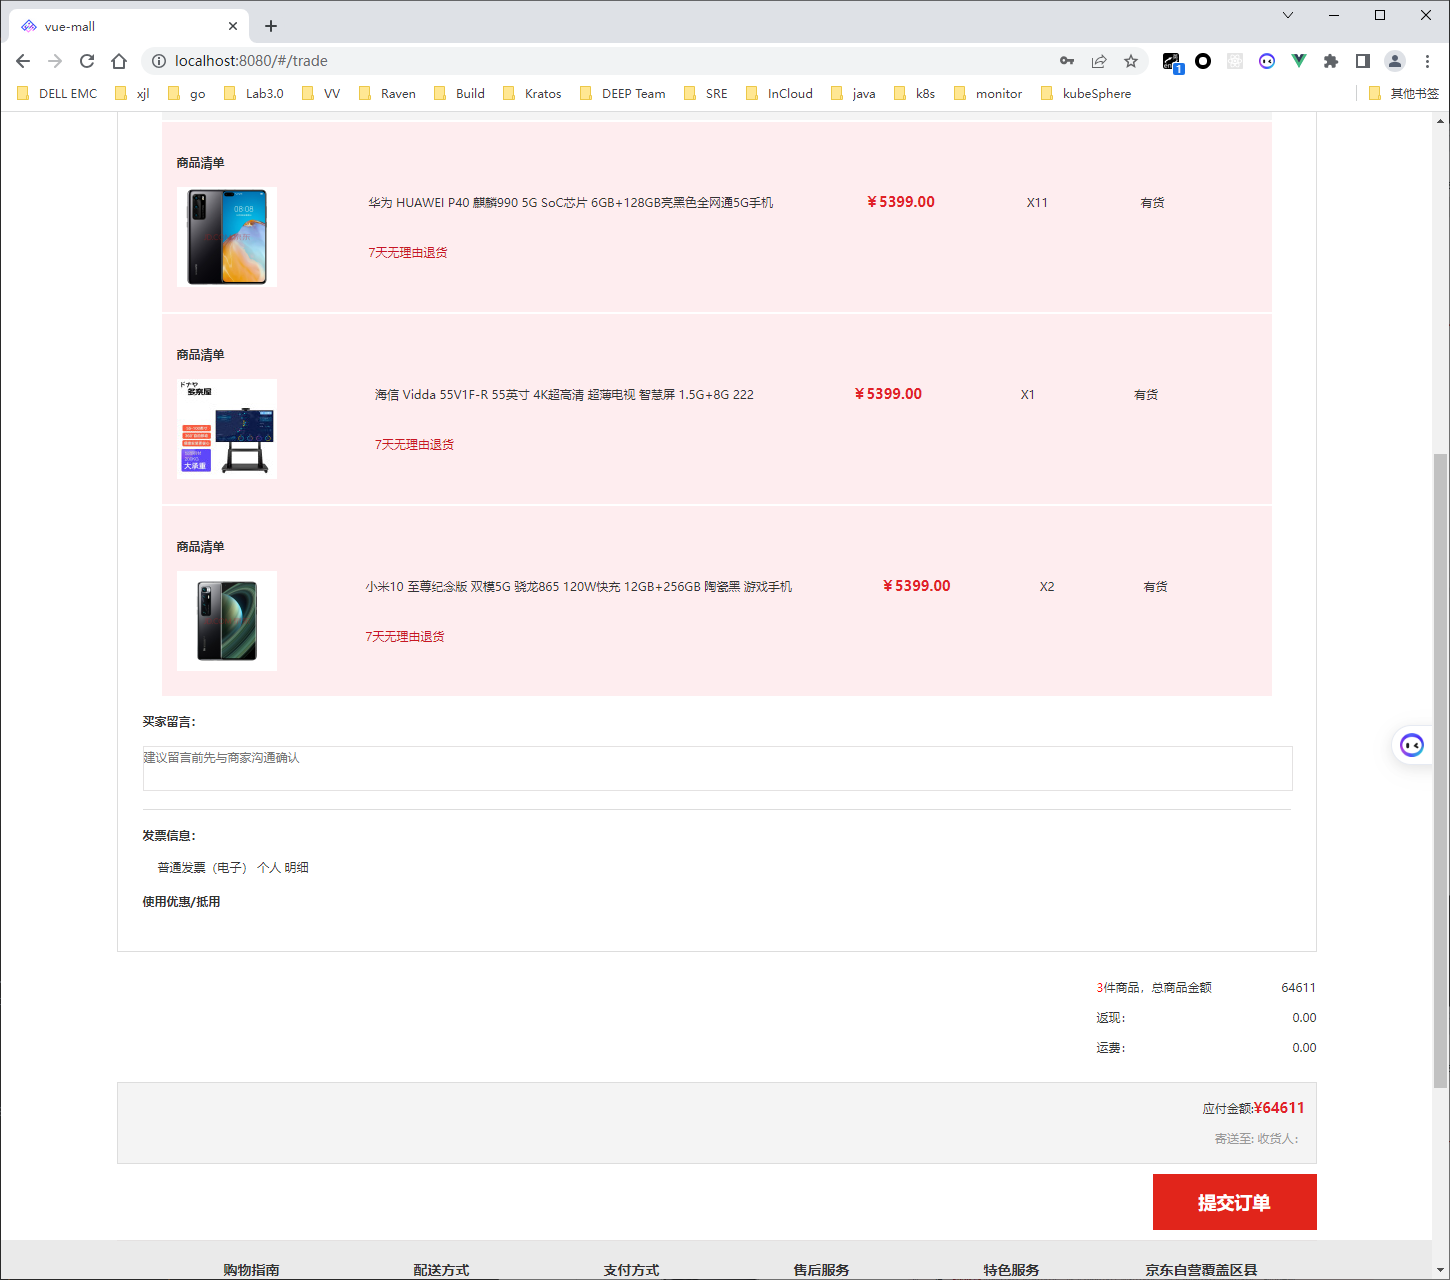 vue-mall
localhost:8080/#/trade
1
DELL EMC xjl go Lab3.0 VV Raven Build Kratos DEEP Team SRE InCloud java k8s monitor kubeSphere 其他书签
商品清单
08:08
华为 HUAWEI P40 麒麟990 5G SoC芯片 6GB+128GB亮黑色全网通5G手机 ￥5399.00 X11 有货
7天无理由退货
商品清单
ドナヤ
多奈屋
大承重
海信 Vidda 55V1F-R 55英寸 4K超高清 超薄电视 智慧屏 1.5G+8G 222 ￥5399.00 X1 有货
7天无理由退货
商品清单
小米10 至尊纪念版 双模5G 骁龙865 120W快充 12GB+256GB 陶瓷黑 游戏手机 ￥5399.00 X2 有货
7天无理由退货
买家留言：
建议留言前先与商家沟通确认
发票信息：
普通发票（电子） 个人 明细
使用优惠/抵用
3件商品，总商品金额 64611
返现： 0.00
运费： 0.00
应付金额:¥64611
寄送至: 收货人：
提交订单
购物指南 配送方式 支付方式 售后服务 特色服务 京东自营覆盖区县